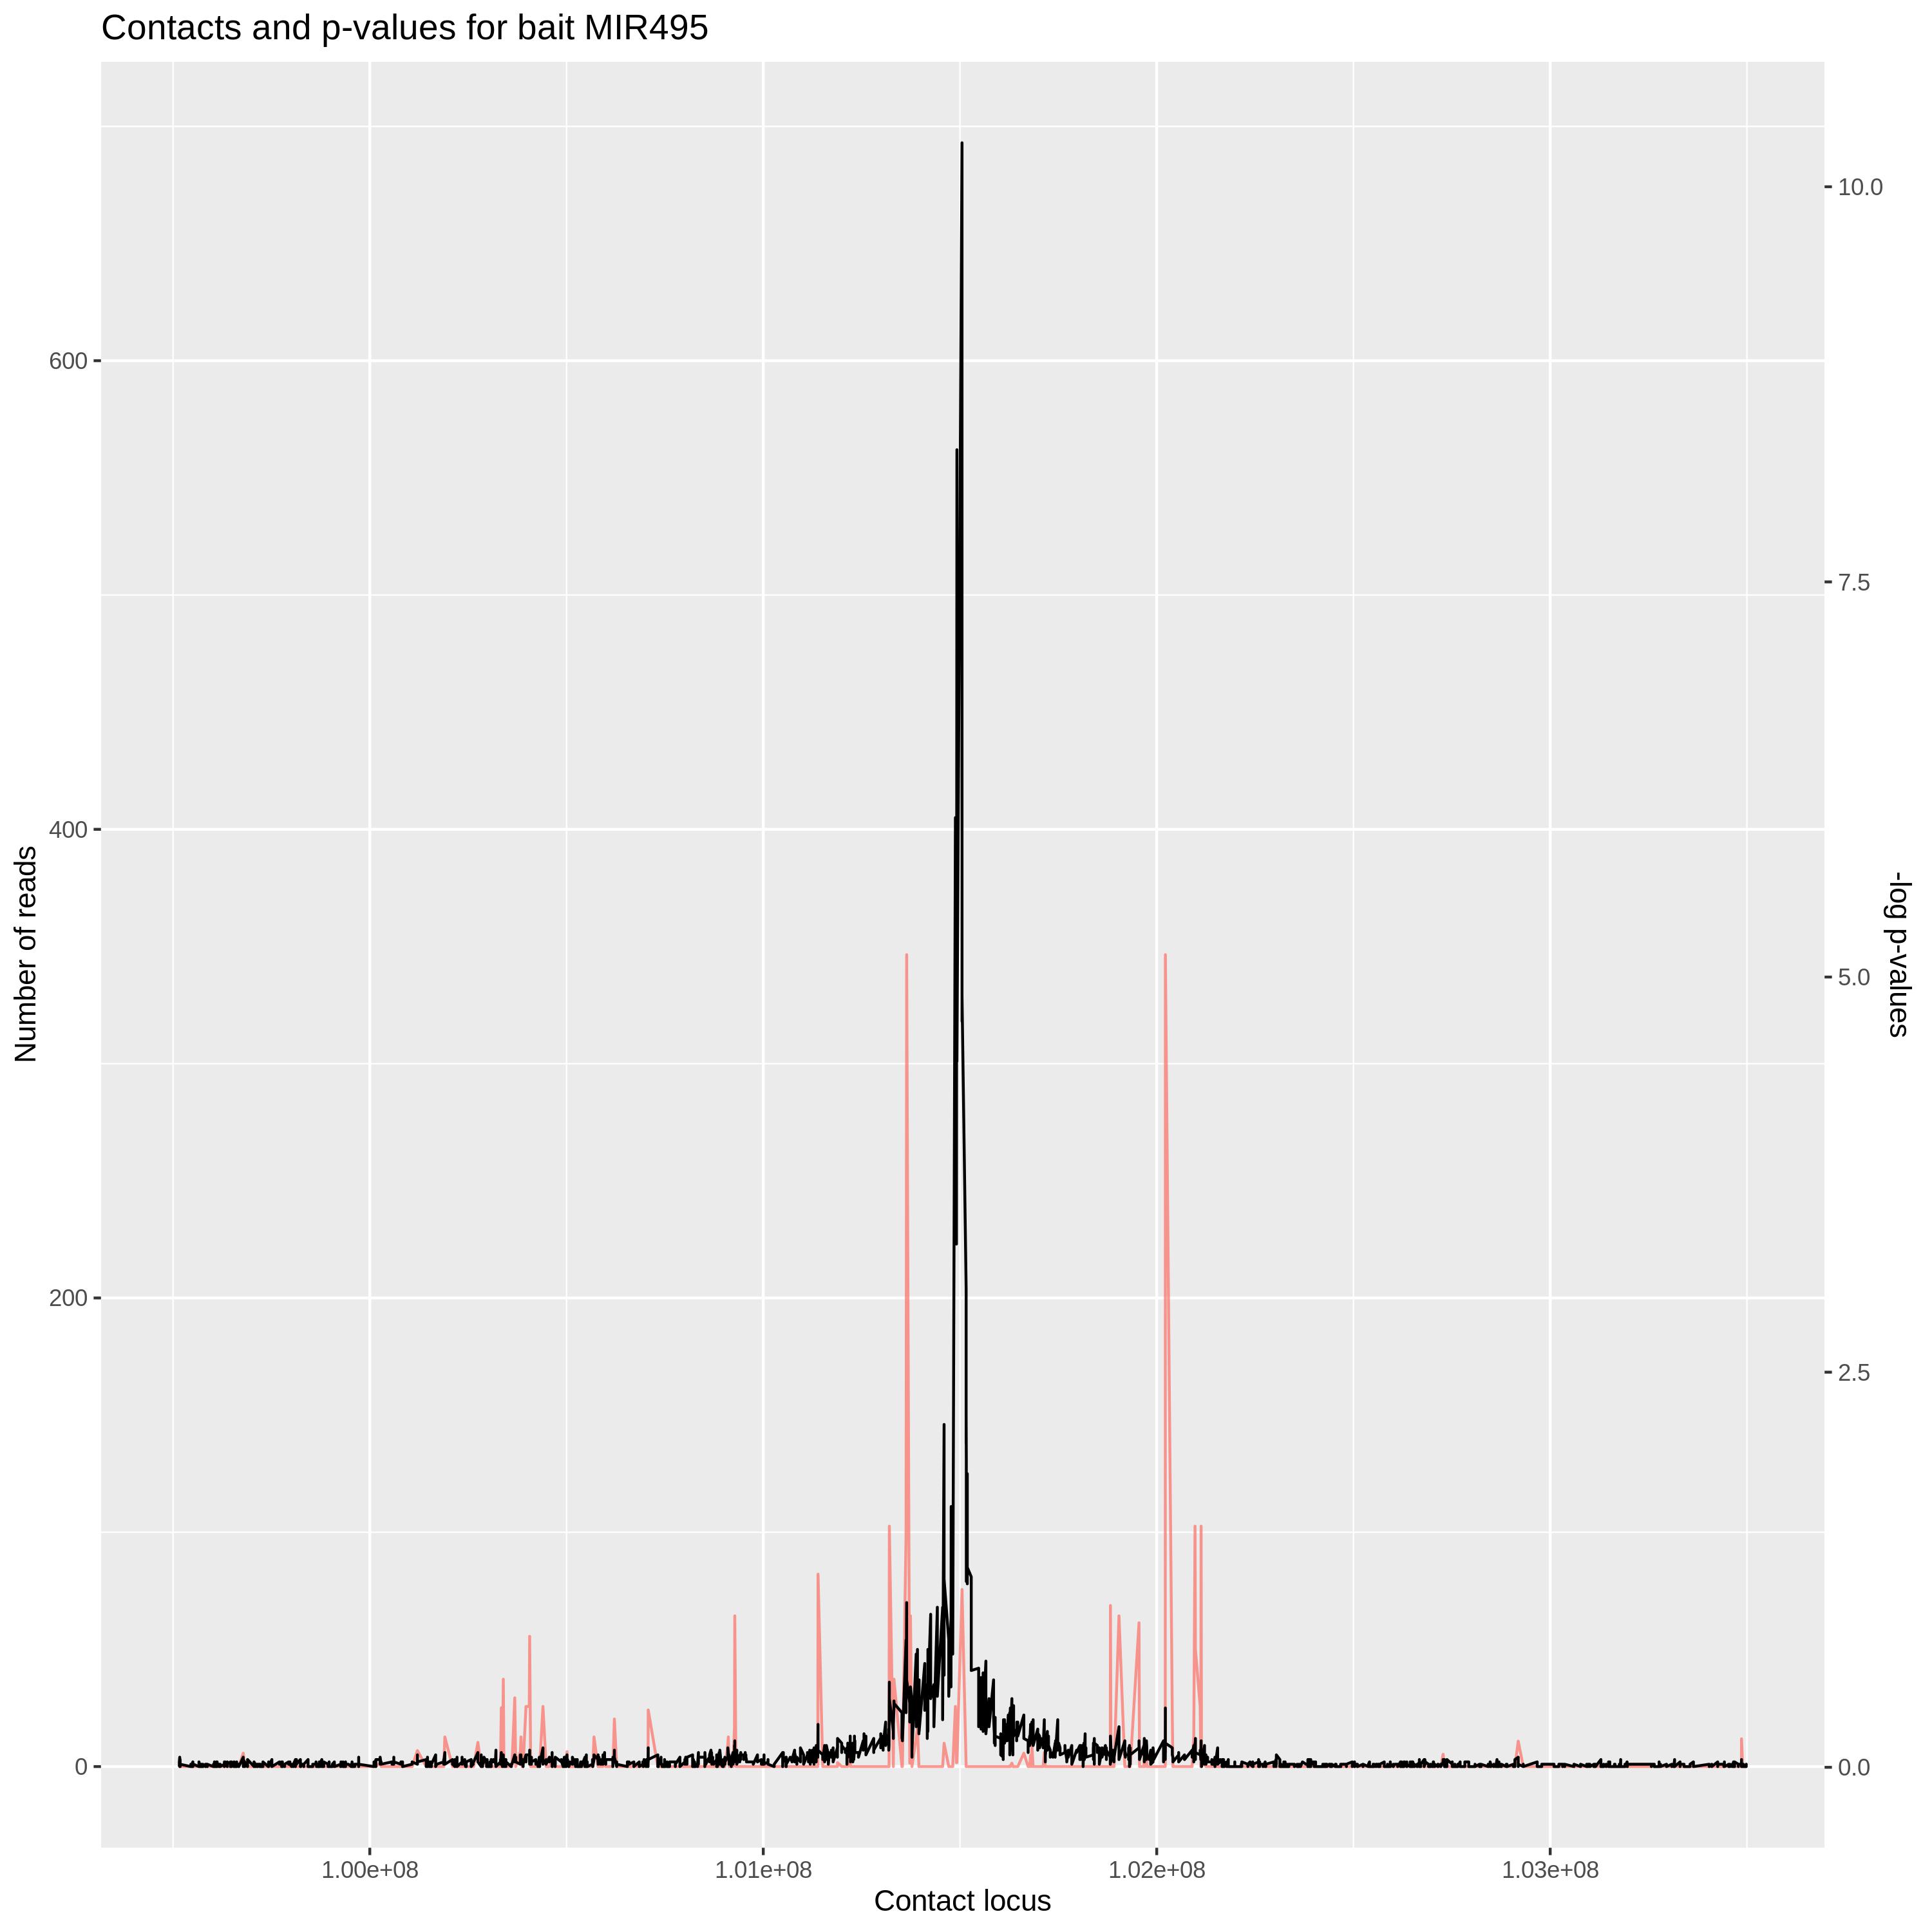 Contacts and p-values for bait MIR495
Number of reads
600
400
200
0
10.0
7.5
5.0
2.5
0.0
-log p-values
1.00e+08 1.01e+08 1.02e+08 1.03e+08
Contact locus